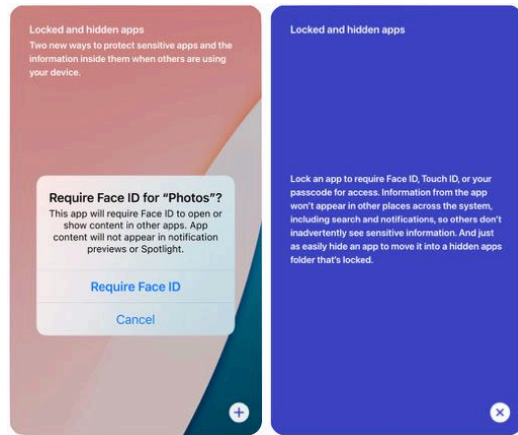 Locked and hidden apps
Two new ways to protect sensitive apps and the
information inside them when others are using
your device.
Require Face ID for “Photos”?
This app will require Face ID to open or
show content in other apps. App
content will not appear in notification
previews or Spotlight.
Require Face ID
Cancel
Locked and hidden apps
Lock an app to require Face ID, Touch ID, or your
passcode for access. Information from the app
won’t appear in other places across the system,
including search and notifications, so others don’t
inadvertently see sensitive information. And just
as easily hide an app to move it into a hidden apps
folder that’s locked.